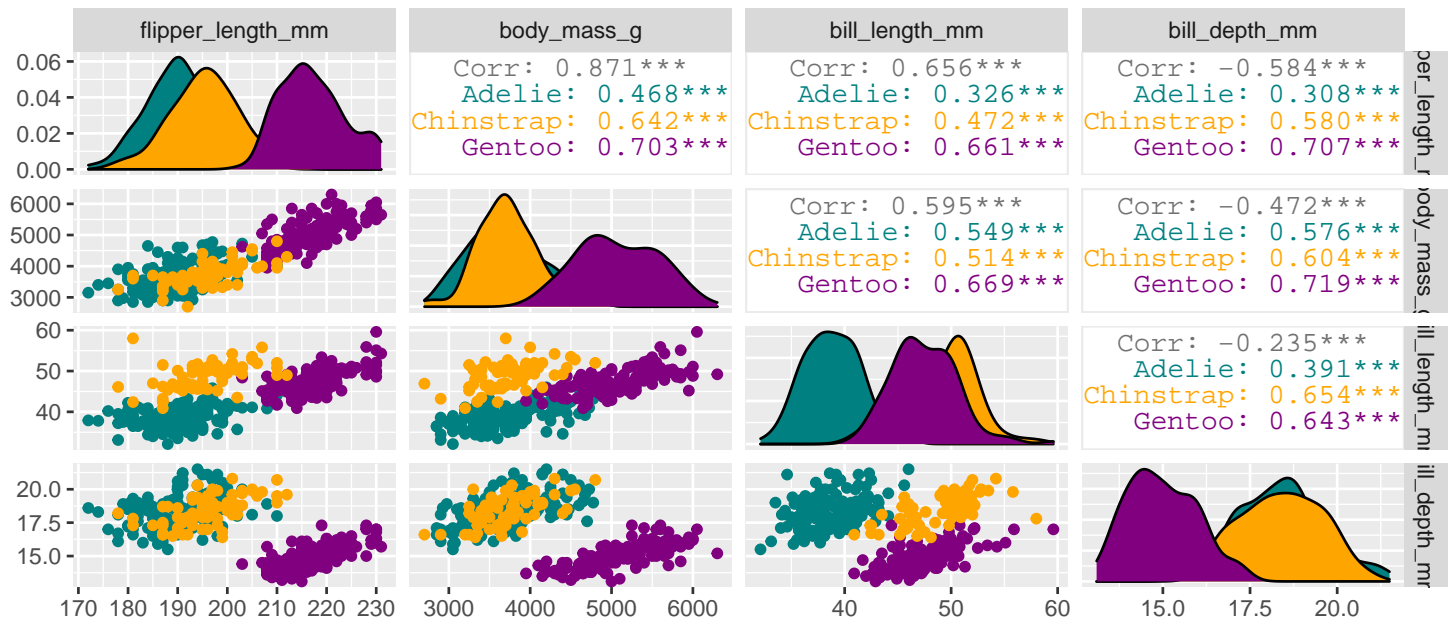 flipper_length_mm body_mass_g bill_length_mm bill_depth_mm
0.06
0.04
0.02
0.00
Corr: 0.871***
Adelie: 0.468***
Chinstrap: 0.642***
Gentoo: 0.703***
Corr: 0.656***
Adelie: 0.326***
Chinstrap: 0.472***
Gentoo: 0.661***
Corr: -0.584***
Adelie: 0.308***
Chinstrap: 0.580***
Gentoo: 0.707***
per_length_r
6000
5000
4000
3000
Corr: 0.595***
Adelie: 0.549***
Chinstrap: 0.514***
Gentoo: 0.669***
Corr: -0.472***
Adelie: 0.576***
Chinstrap: 0.604***
Gentoo: 0.719***
body_mass_g
60
50
40
Corr: -0.235***
Adelie: 0.391***
Chinstrap: 0.654***
Gentoo: 0.643***
ill_length_mr
20.0
17.5
15.0
ill_depth_mr
170 180 190 200 210 220 230 3000 4000 5000 6000 40 50 60 15.0 17.5 20.0